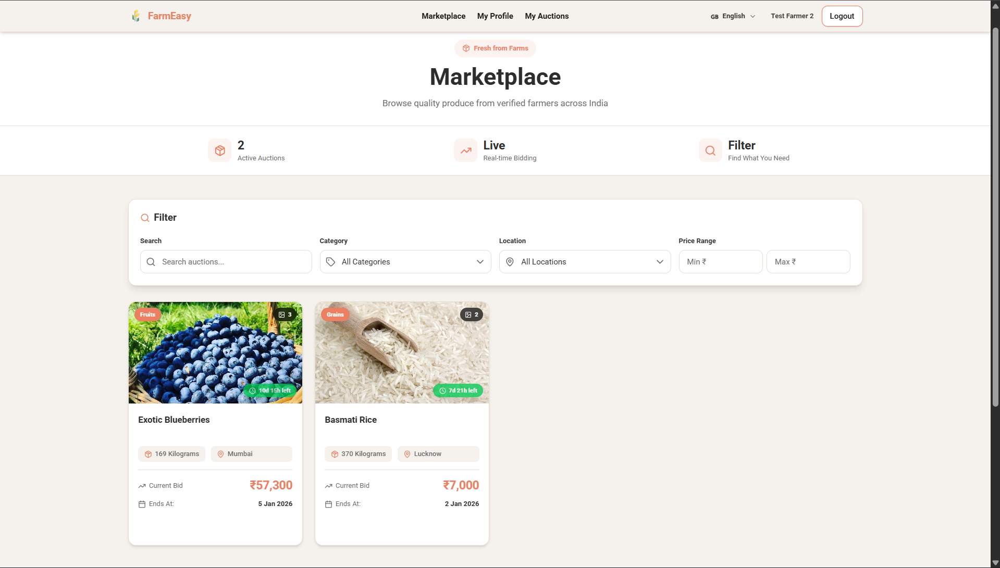 FarmEasy
Marketplace My Profile My Auctions
GB English
Test Farmer 2
Logout
Fresh from Farms
Marketplace
Browse quality produce from verified farmers across India
2
Active Auctions
Live
Real-time Bidding
Filter
Find What You Need
Filter
Search
Search auctions...
Category
All Categories
Location
All Locations
Price Range
Min ₹
Max ₹
Fruits
3
10d 15h left
Exotic Blueberries
169 Kilograms
Mumbai
Current Bid
₹57,300
Ends At:
5 Jan 2026
Grains
2
7d 21h left
Basmati Rice
370 Kilograms
Lucknow
Current Bid
₹7,000
Ends At:
2 Jan 2026